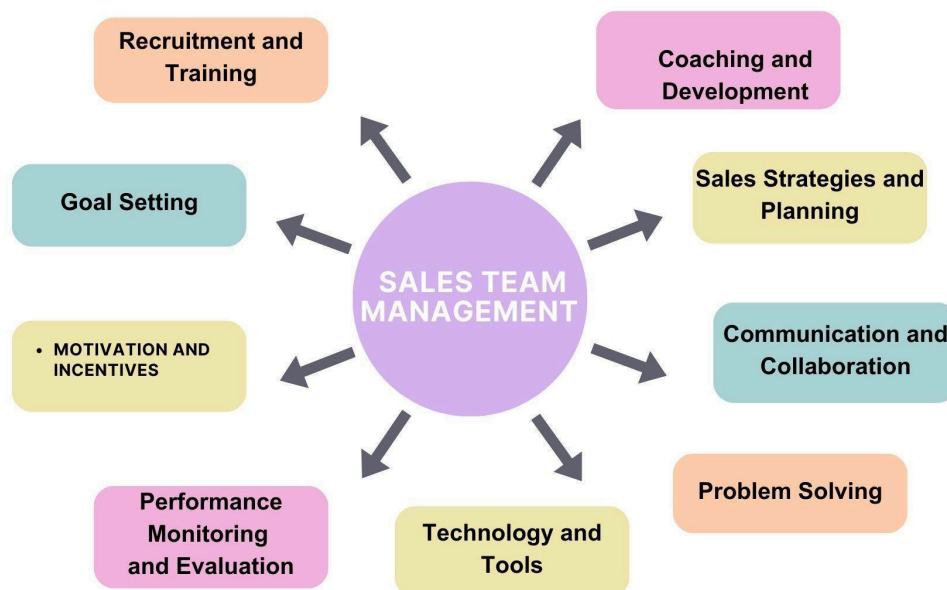 Recruitment and
Training
Coaching and
Development
Goal Setting
Sales Strategies and
Planning
SALES TEAM
MANAGEMENT
• MOTIVATION AND
INCENTIVES
Communication and
Collaboration
Performance
Monitoring
and Evaluation
Technology and
Tools
Problem Solving